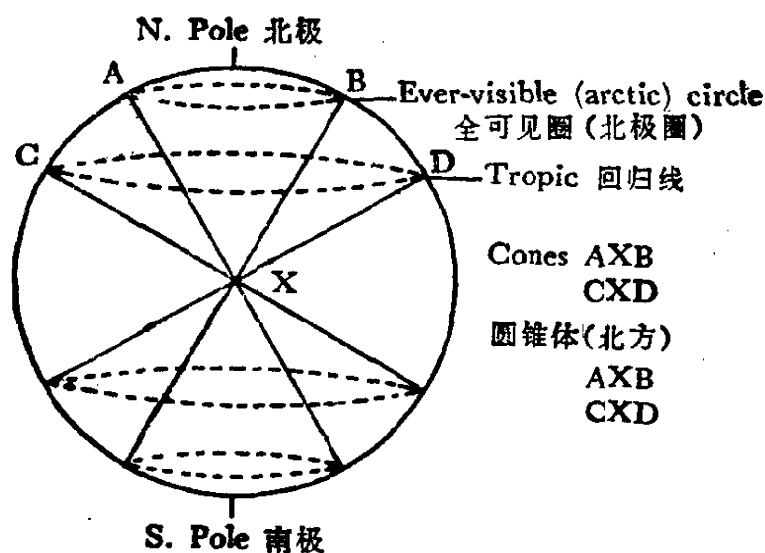 N. Pole 北极
A
B
Ever-visible (arctic) circle
全可见圈(北极圈)
C
D
Tropic 回归线
Cones AXB
CXD
X
圆锥体(北方)
AXB
CXD
S. Pole 南极